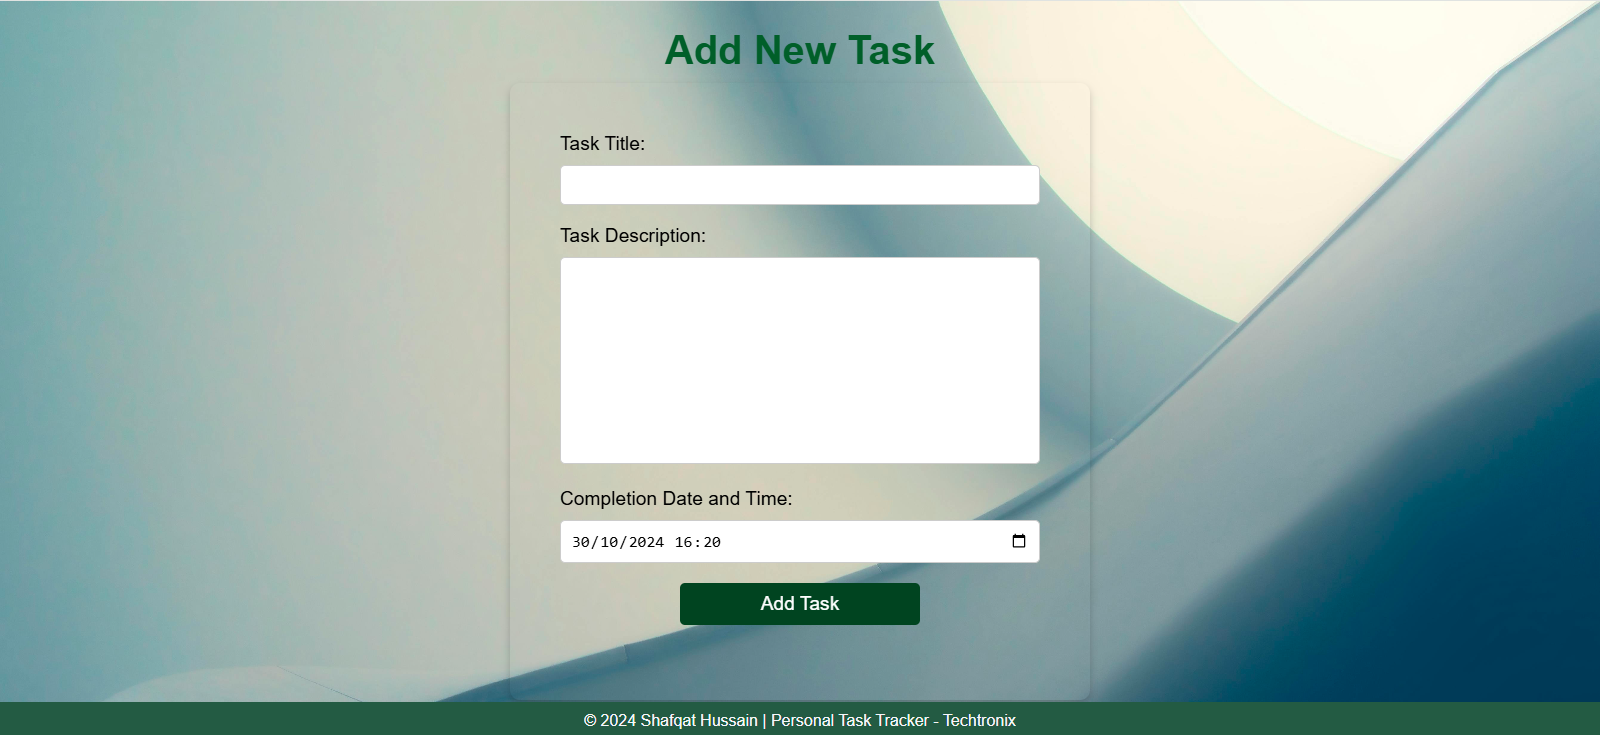 Add New Task
Task Title:
Task Description:
Completion Date and Time:
30/10/2024 16:20
Add Task
© 2024 Shafqat Hussain | Personal Task Tracker - Techtronix